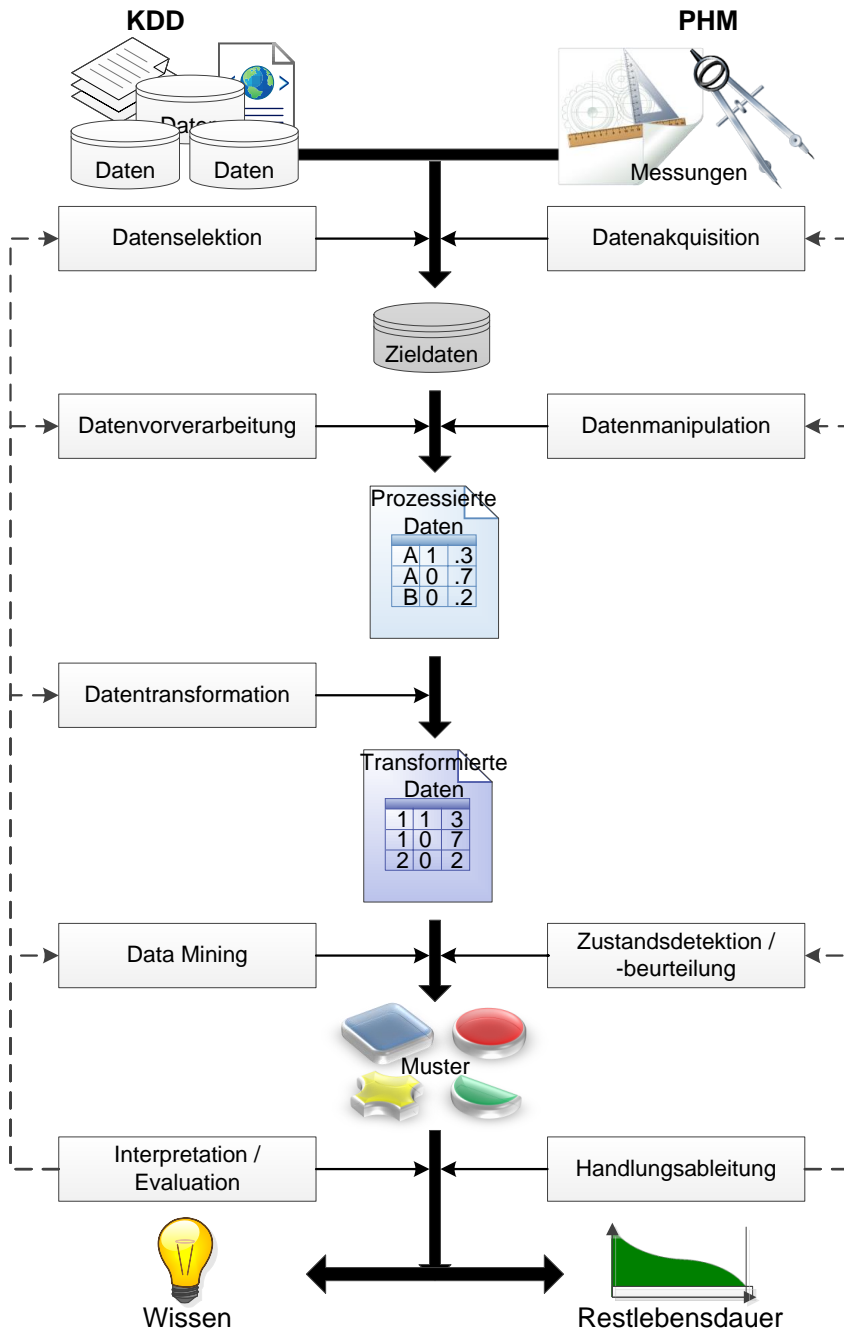 KDD
PHM
Daten
Daten
Daten
Messungen
Datenselektion
Datenakquisition
Zieldaten
Datenvorverarbeitung
Datenmanipulation
Prozessierte
Daten
A 1 .3
A 0 .7
B 0 .2
Datentransformation
Transformierte
Daten
1 1 3
1 0 7
2 0 2
Data Mining
Zustandsdetektion /
-beurteilung
Muster
Interpretation /
Evaluation
Handlungsableitung
Wissen
Restlebensdauer